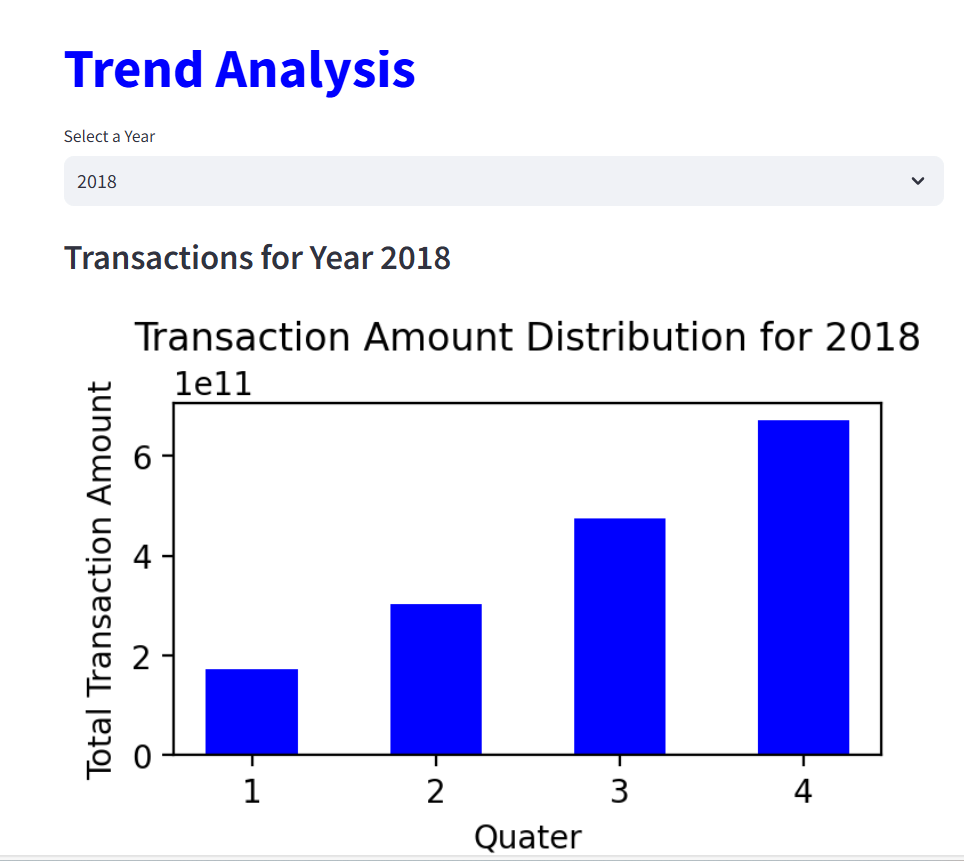 Trend Analysis
Select a Year
2018
Transactions for Year 2018
Transaction Amount Distribution for 2018
1e11
Total Transaction Amount
6
4
2
0
1 2 3 4
Quater